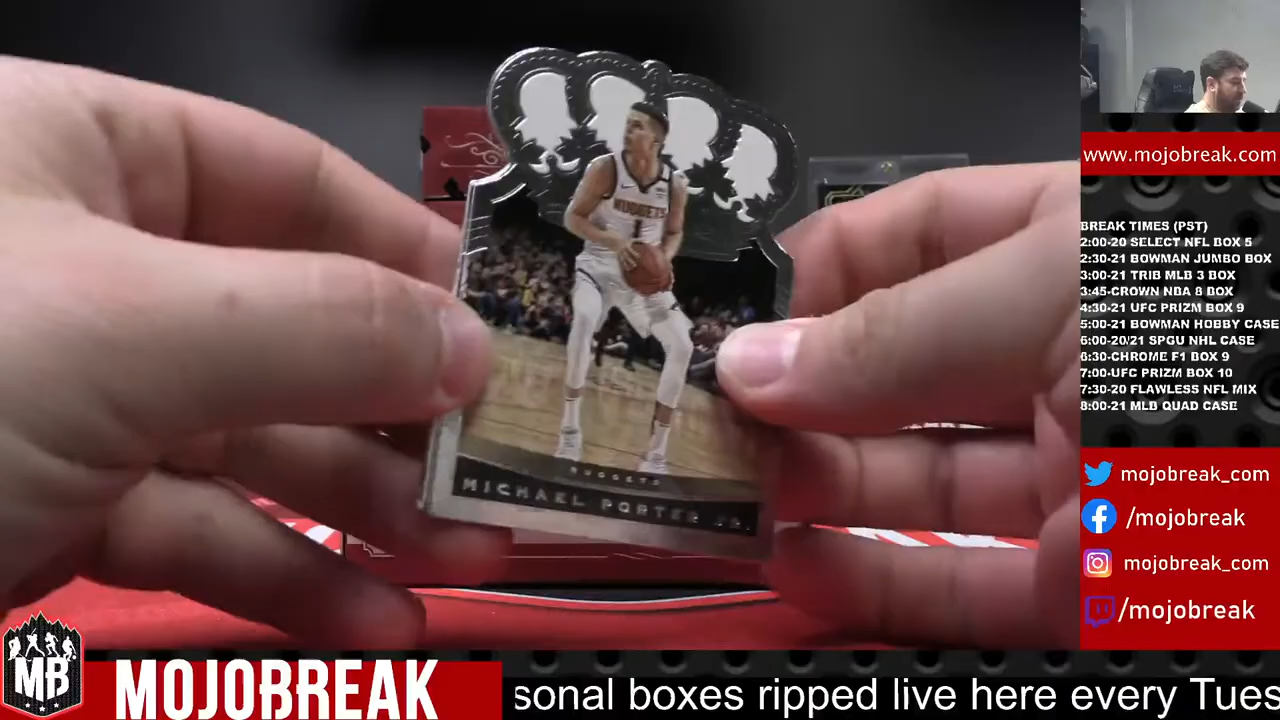 NUGGETS
1
NUGGETS
MICHAEL PORTER JR.
www.mojobreak.com
BREAK TIMES (PST)
2:00-20 SELECT NFL BOX 5
2:30-21 BOWMAN JUMBO BOX
3:00-21 TRIB MLB 3 BOX
3:45-CROWN NBA 8 BOX
4:30-21 UFC PRIZM BOX 9
5:00-21 BOWMAN HOBBY CASE
6:00-20/21 SPGU NHL CASE
6:30-CHROME F1 BOX 9
7:00-UFC PRIZM BOX 10
7:30-20 FLAWLESS NFL MIX
8:00-21 MLB QUAD CASE
mojobreak_com
/mojobreak
mojobreak_com
/mojobreak
MB
MOJOBREAK
sonal boxes ripped live here every Tues